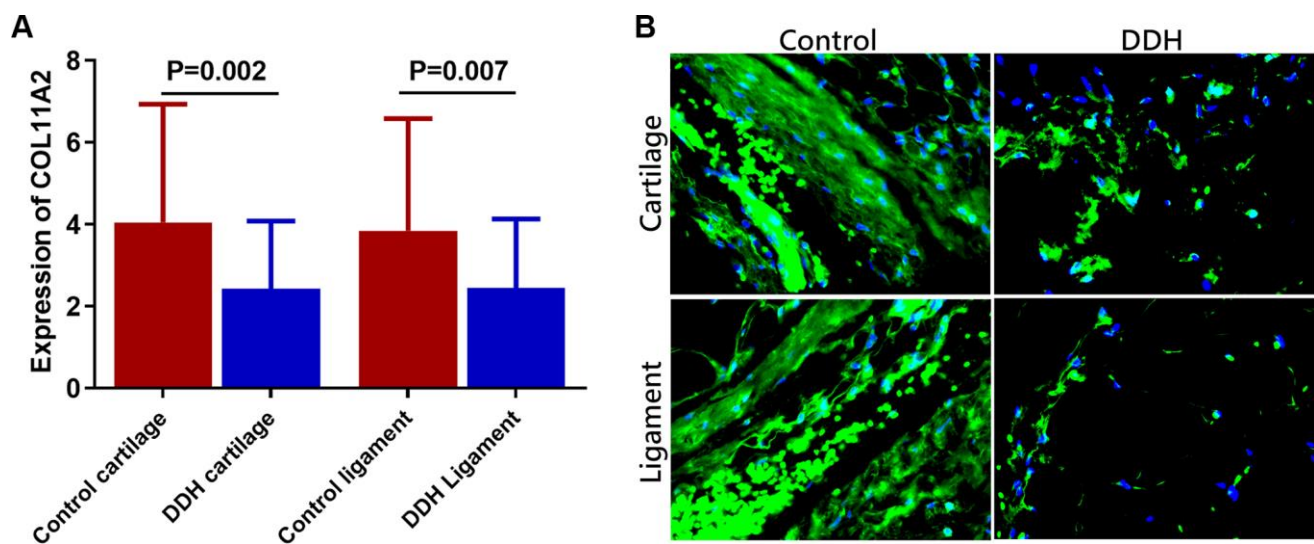 A
Expression of COL11A2
8
6
4
2
0
P=0.002
P=0.007
Control cartilage
DDH cartilage
Control ligament
DDH Ligament
B
Control
DDH
Cartilage
Ligament